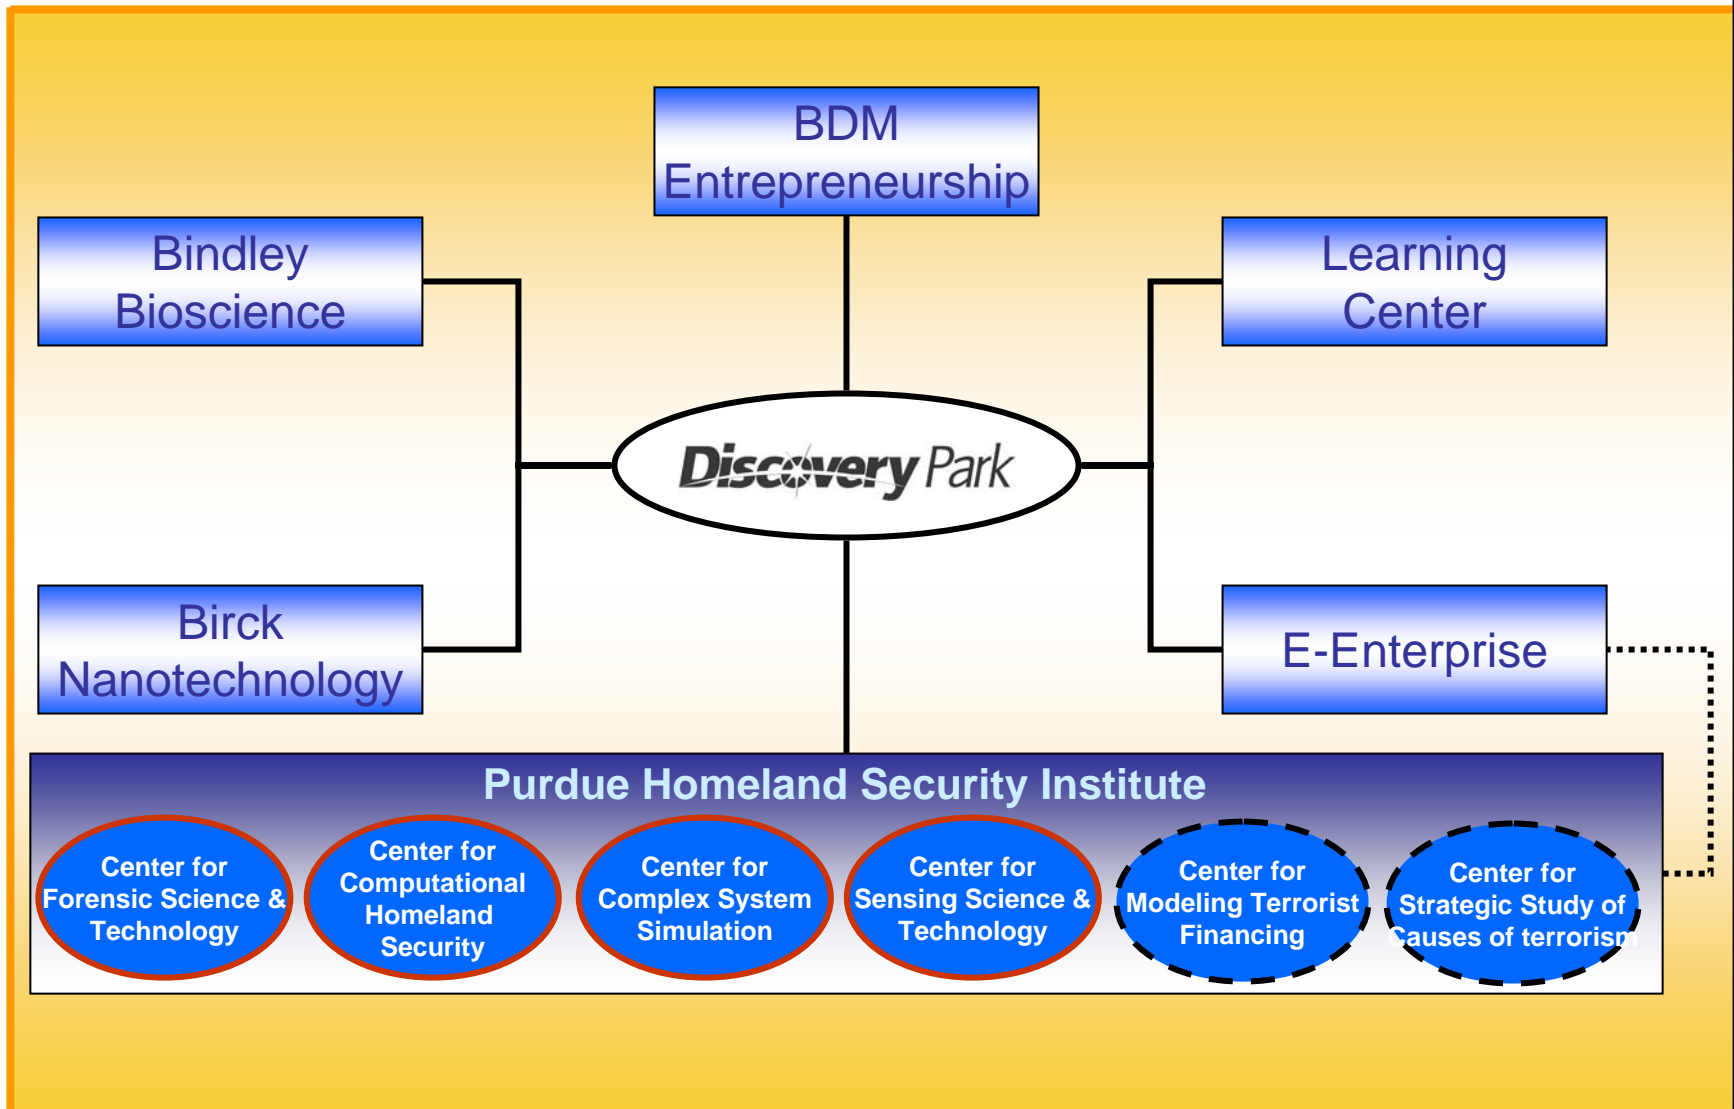 BDM
Entrepreneurship
Bindley
Bioscience
Learning
Center
Discovery Park
Birck
Nanotechnology
E-Enterprise
Purdue Homeland Security Institute
Center for
Forensic Science &
Technology
Center for
Computational
Homeland
Security
Center for
Complex System
Simulation
Center for
Sensing Science &
Technology
Center for
Modeling Terrorist
Financing
Center for
Strategic Study of
Causes of terrorism